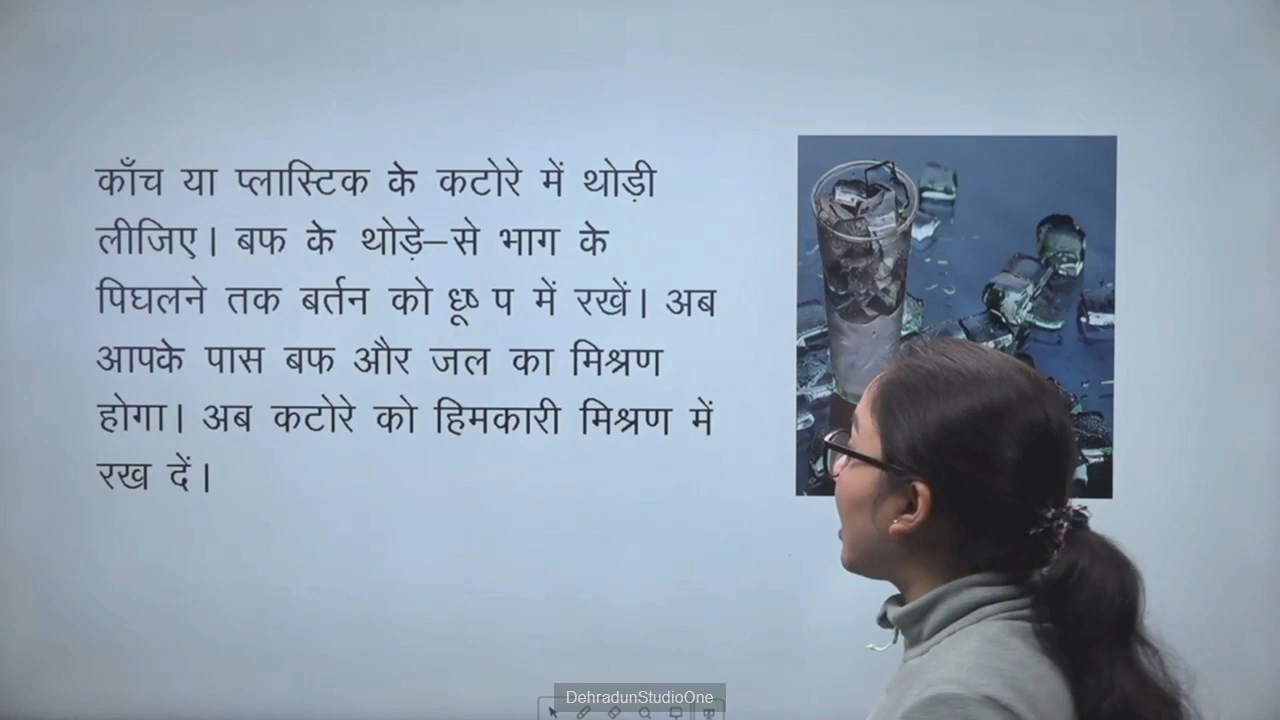 काँच या प्लास्टिक के कटोरे में थोड़ी
लीजिए। बफ के थोड़े–से भाग के
पिघलने तक बर्तन को धूष् प में रखें। अब
आपके पास बफ और जल का मिश्रण
होगा। अब कटोरे को हिमकारी मिश्रण में
रख दें।
DehradunStudioOne